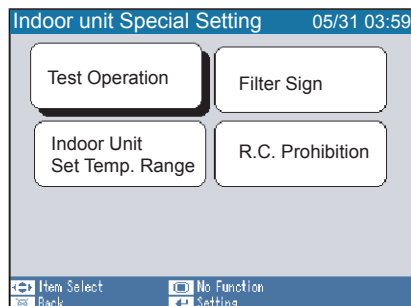 Indoor unit Special Setting 05/31 03:59
Test Operation
Filter Sign
Indoor Unit
Set Temp. Range
R.C. Prohibition
Item Select No Function
Back Setting